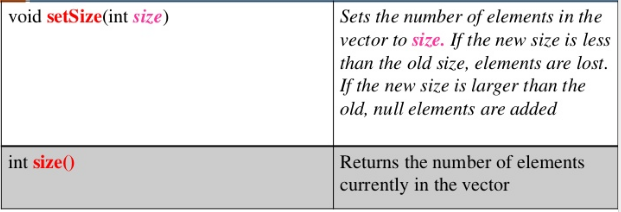 void setSize(int size)
Sets the number of elements in the
vector to size. If the new size is less
than the old size, elements are lost.
If the new size is larger than the
old, null elements are added
int size()
Returns the number of elements
currently in the vector